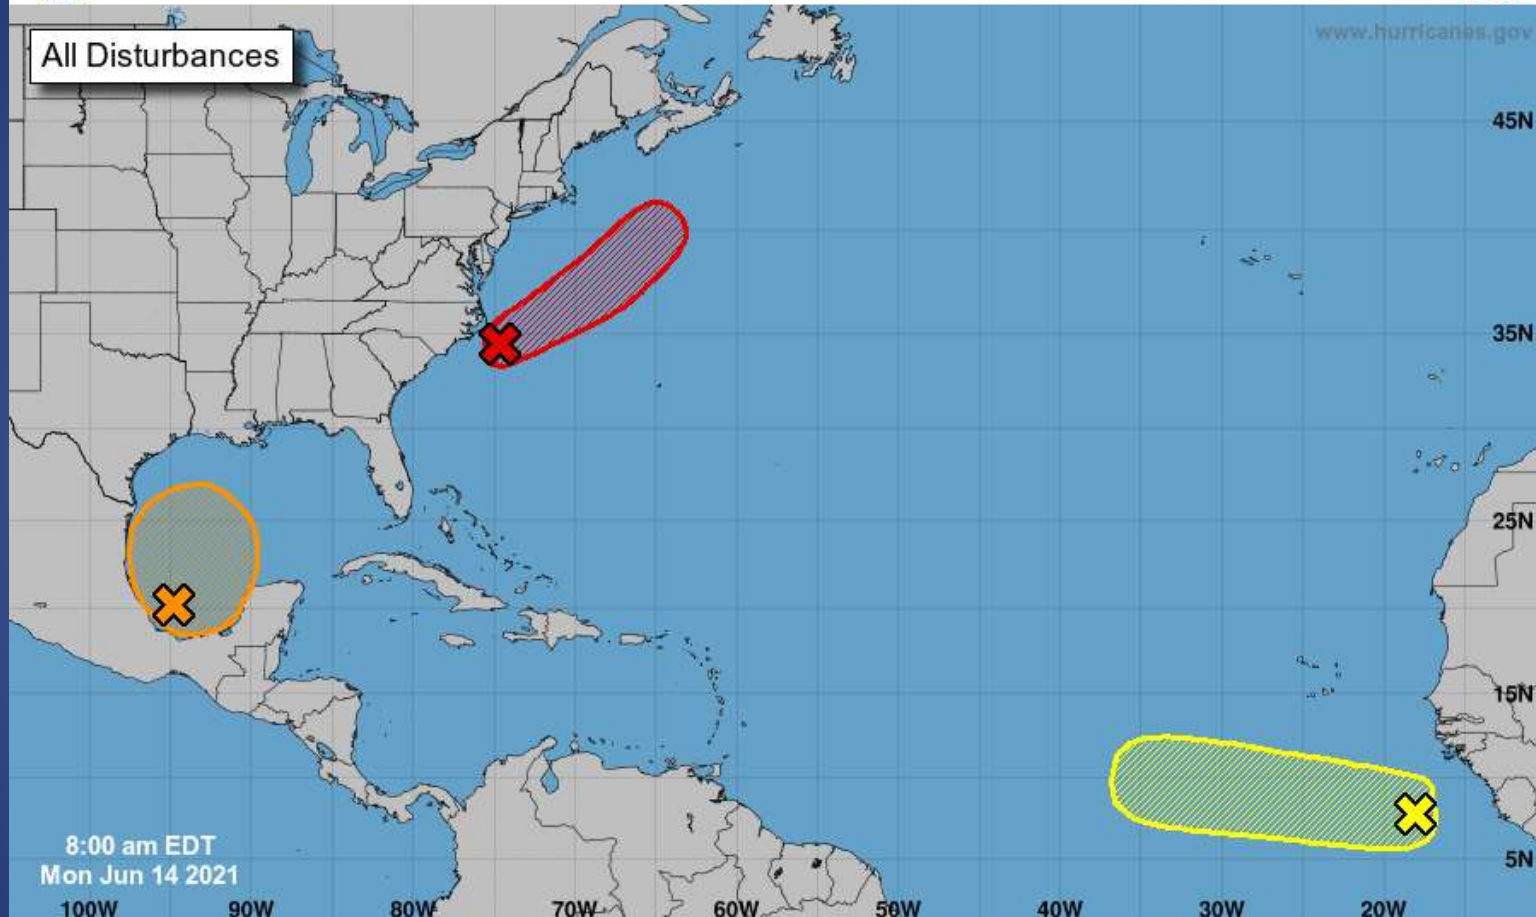 All Disturbances
www.hurricanes.gov
45N
35N
25N
15N
5N
8:00 am EDT
Mon Jun 14 2021
100W 90W 80W 70W 60W 50W 40W 30W 20W